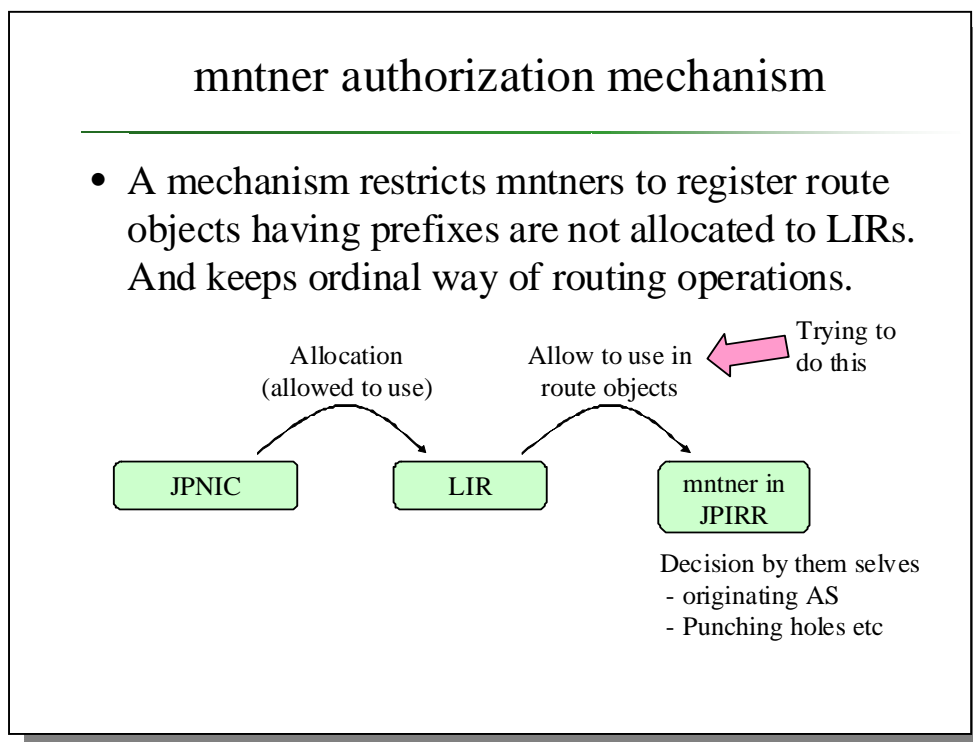 mntner authorization mechanism
• A mechanism restricts mntners to register route
objects having prefixes are not allocated to LIRs.
And keeps ordinal way of routing operations.
Allocation
(allowed to use)
Allow to use in
route objects
Trying to
do this
JPNIC
LIR
mntner in
JPIRR
Decision by them selves
- originating AS
- Punching holes etc